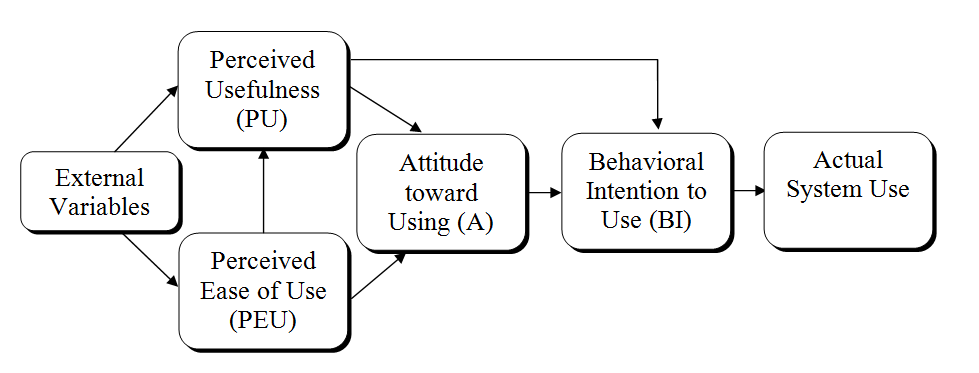 Perceived
Usefulness
(PU)
External
Variables
Perceived
Ease of Use
(PEU)
Attitude
toward
Using (A)
Behavioral
Intention to
Use (BI)
Actual
System Use